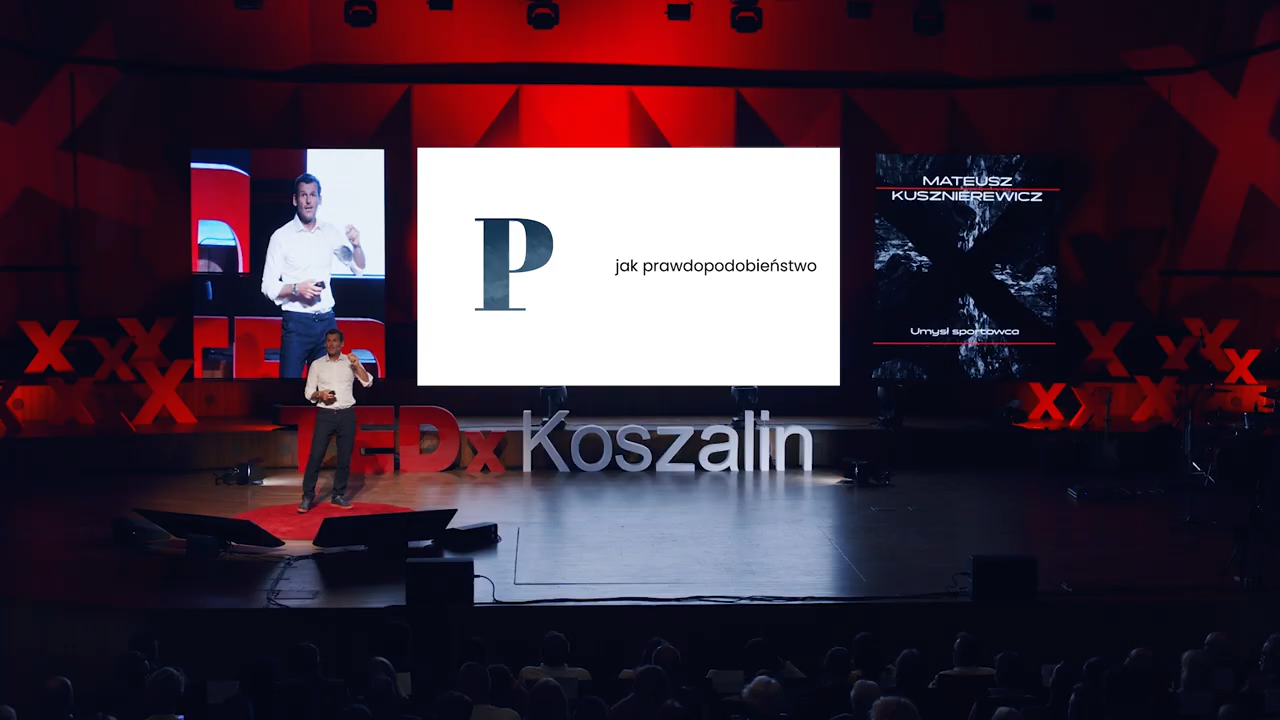 MATEUSZ
KUSZNIEREWICZ
P
jak prawdopodobieństwo
Umysł sportowca
TEDxKoszalin